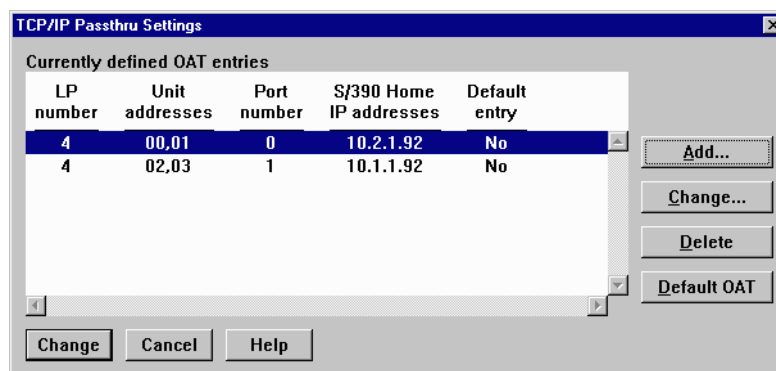 TCP/IP Passthru Settings
Currently defined OAT entries
LP number Unit addresses Port number S/390 Home IP addresses Default entry
4 00,01 0 10.2.1.92 No
4 02,03 1 10.1.1.92 No
Add...
Change...
Delete
Default OAT
Change Cancel Help